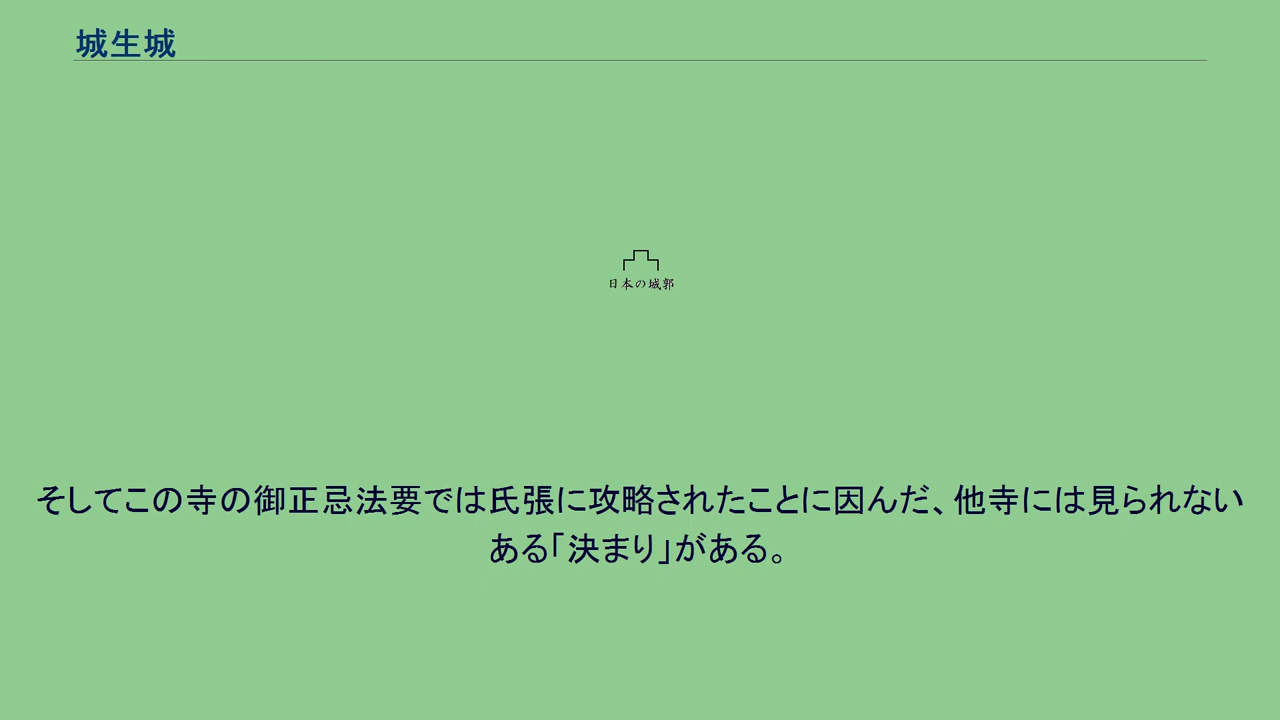 城生城
日本の城郭
そしてこの寺の御正忌法要では氏張に攻略されたことに因んだ、他寺には見られない
ある「決まり」がある。